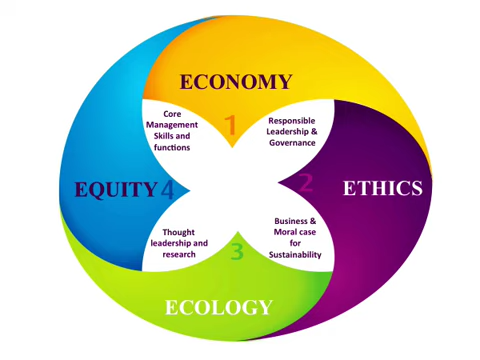 ECONOMY
1
Core
Management
Skills and
functions
Responsible
Leadership &
Governance
EQUITY 4
2 ETHICS
Thought
leadership and
research
3
Business &
Moral case
for
Sustainability
ECOLOGY